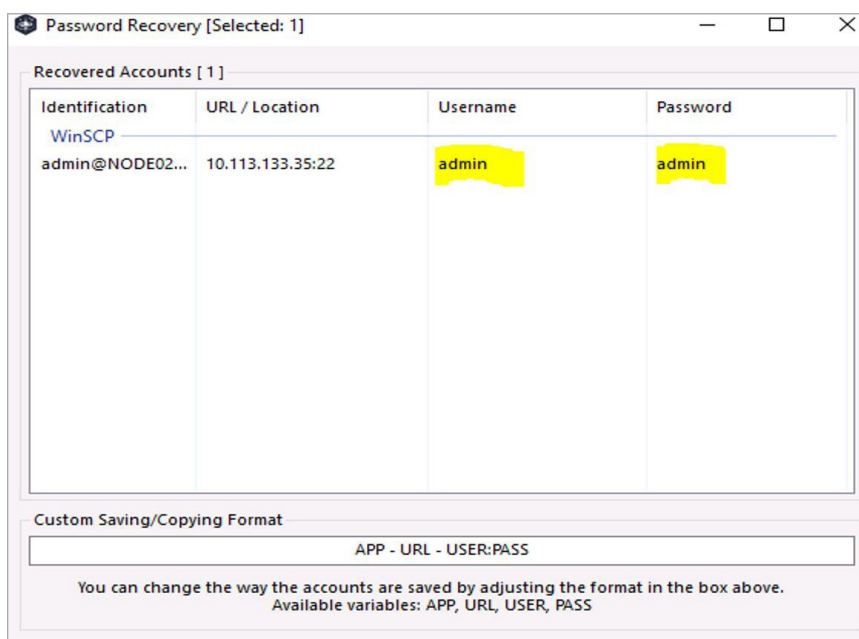 Password Recovery [Selected: 1]
Recovered Accounts [ 1 ]
Identification URL / Location Username Password
WinSCP
admin@NODE02... 10.113.133.35:22 admin admin
Custom Saving/Copying Format
APP - URL - USER:PASS
You can change the way the accounts are saved by adjusting the format in the box above.
Available variables: APP, URL, USER, PASS